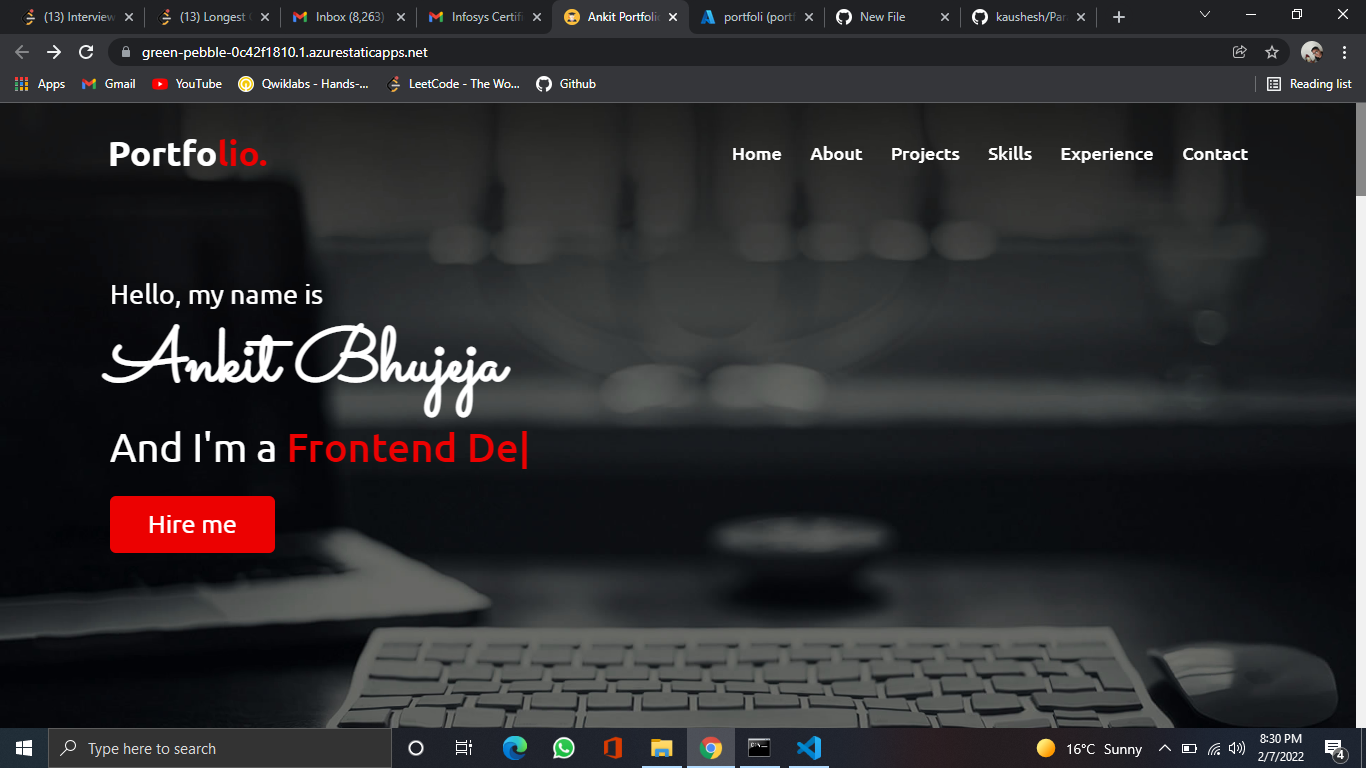 (13) Interview
(13) Longest
Inbox (8,263)
Infosys Certifi
Ankit Portfolio
portfoli (portf
New File
kaushesh/Par
green-pebble-0c42f1810.1.azurestaticapps.net
Apps
Gmail
YouTube
Qwiklabs - Hands-...
LeetCode - The Wo...
Github
Reading list
Portfolio.
Home
About
Projects
Skills
Experience
Contact
Hello, my name is
Ankit Bhujeja
And I'm a Frontend De|
Hire me
Type here to search
16°C Sunny
8:30 PM
2/7/2022
4